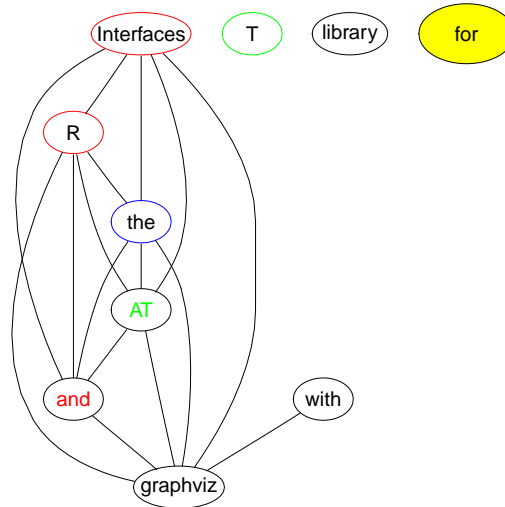 Interfaces T library for
R
the
AT
and with
graphviz